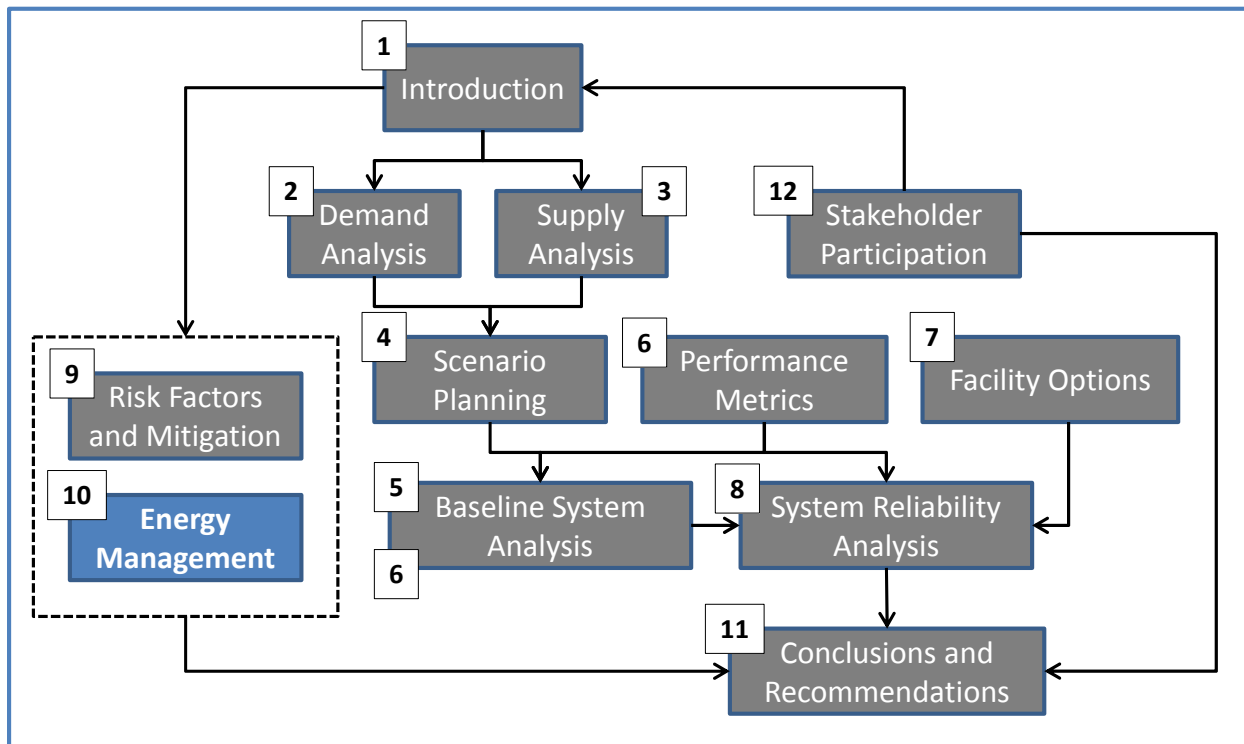 1
Introduction
2
Demand
Analysis
3
Supply
Analysis
12
Stakeholder
Participation
4
Scenario
Planning
6
Performance
Metrics
7
Facility Options
9
Risk Factors
and Mitigation
10
Energy
Management
5
Baseline System
Analysis
6
8
System Reliability
Analysis
11
Conclusions and
Recommendations